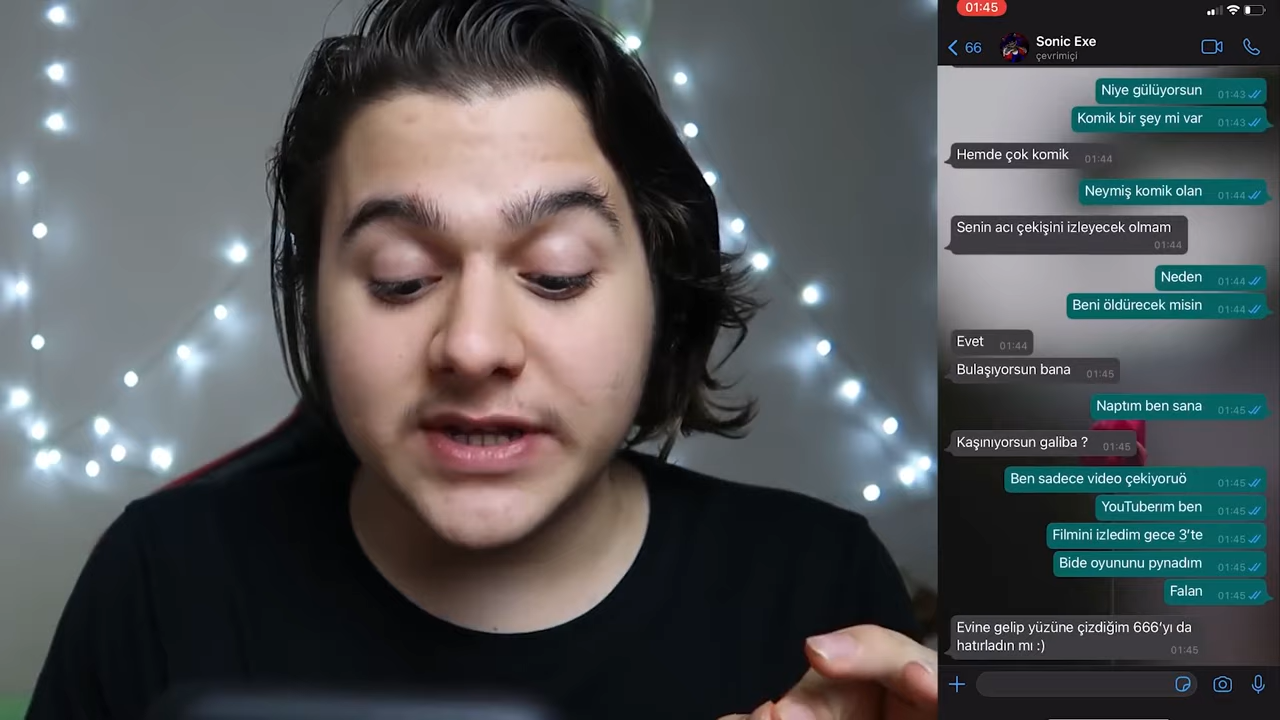 01:45
66
Sonic Exe
çevrimiçi
Niye gülüyorsun 01:43
Komik bir şey mi var 01:43
Hemde çok komik 01:44
Neymiş komik olan 01:44
Senin acı çekişini izleyecek olmam
01:44
Neden 01:44
Beni öldürecek misin 01:44
Evet 01:44
Bulaşıyorsun bana 01:45
Naptım ben sana 01:45
Kaşınıyorsun galiba ? 01:45
Ben sadece video çekiyoruö 01:45
YouTuberım ben 01:45
Filmini izledim gece 3'te 01:45
Bide oyununu pynadım 01:45
Falan 01:45
Evine gelip yüzüne çizdiğim 666'yı da
hatırladın mı :) 01:45